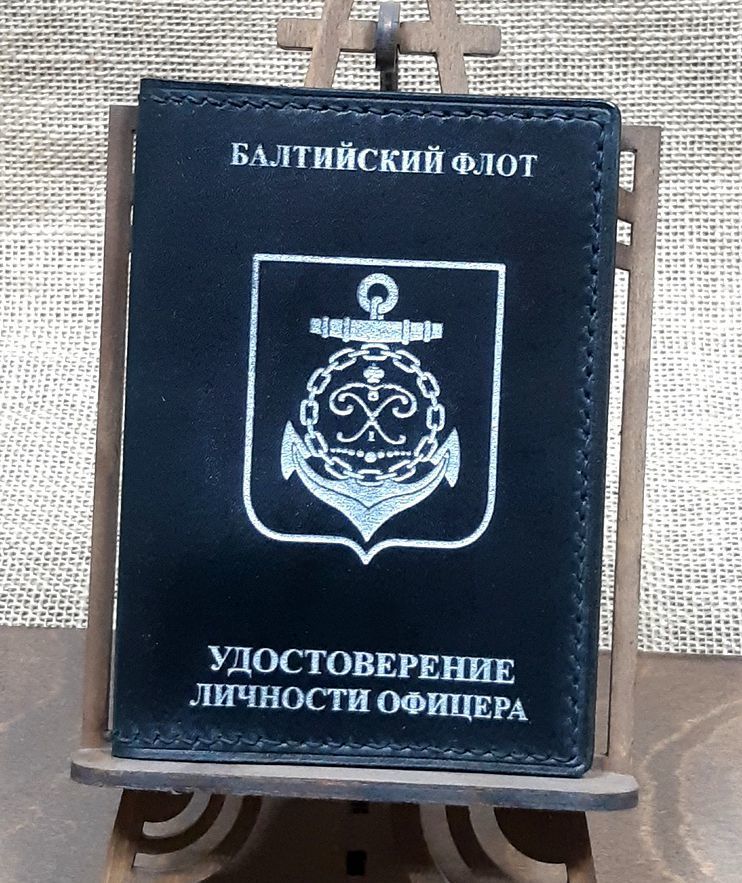 БАЛТИЙСКИЙ ФЛОТ
УДОСТОВЕРЕНИЕ
ЛИЧНОСТИ ОФИЦЕРА